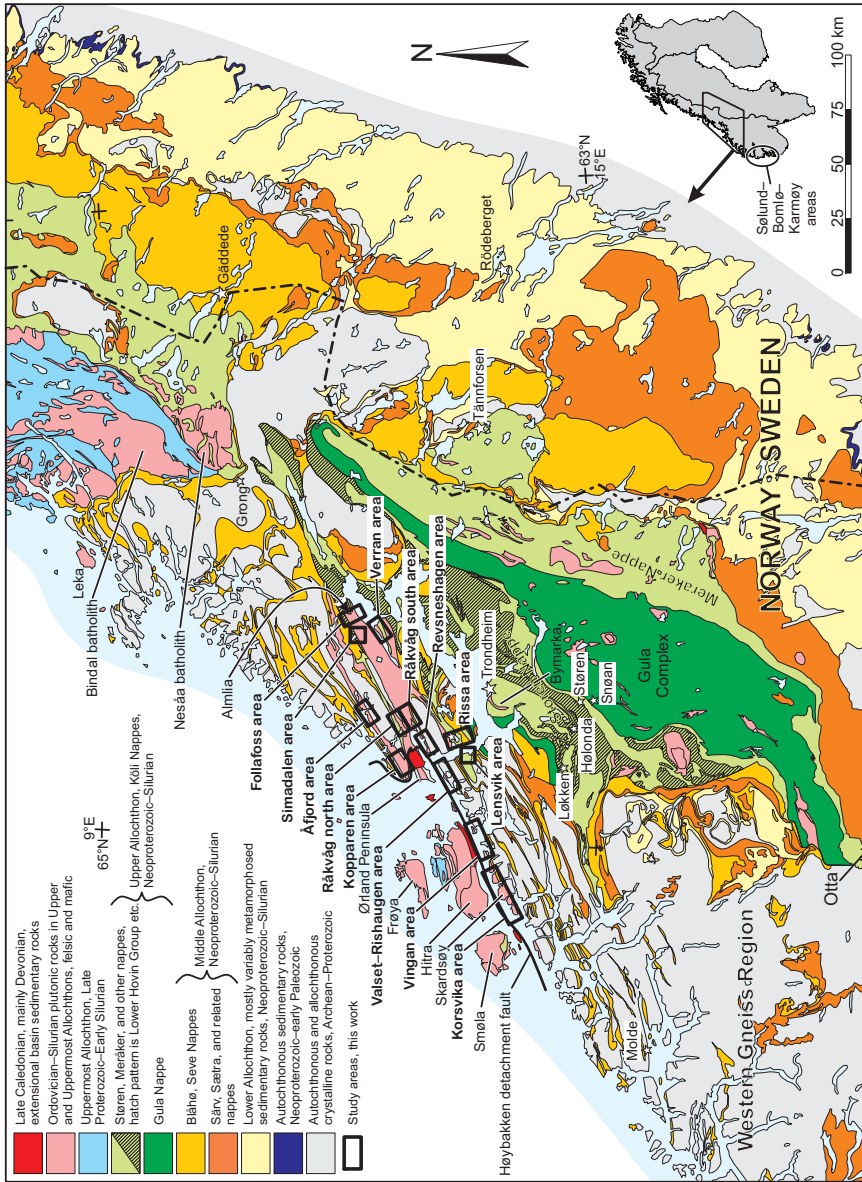 Late Caledonian, mainly Devonian,
extensional basin sedimentary rocks
Ordovician–Silurian plutonic rocks in Upper
and Uppermost Allochthons, felsic and mafic
Uppermost Allochthon, Late
Proterozoic–Early Silurian
Støren, Meråker, and other nappes,
hatch pattern is Lower Hovin Group etc.
Upper Allochthon, Köli Nappes,
Neoproterozoic–Silurian
Gula Nappe
Blåhø, Seve Nappes
Särv, Sætra, and related
nappes
Middle Allochthon,
Neoproterozoic–Silurian
Lower Allochthon, mostly variably metamorphosed
sedimentary rocks, Neoproterozoic–Silurian
Autochthonous sedimentary rocks,
Neoproterozoic-early Paleozoic
Autochthonous and allochthonous
crystalline rocks, Archean–Proterozoic
Study areas, this work
9°E
65°N
Leka
Bindal batholith
Nesåa batholith
Grong
Gäddede
Almlia
Follafoss area
Simadalen area
Åfjord area
Råkvåg north area
Kopparen area
Ørland Peninnsula
Valset–Rishaugen area
Frøya
Vingan area
Hitra
Skardsøy
Korsvika area
Smøla
Høybakken detachment fault
Verran area
Råkvåg south area
Revsneshagen area
Rissa area
Lensvik area
Trondheim
Bymarka
Støren
Snøan
Hølonda
Løkken
Gula
Complex
Meråker Nappe
Tännforsen
Rödeberget
63°N
15°E
NORWAY
SWEDEN
Molde
Western Gneiss Region
Otta
N
Sølund–
Bomlø–
Karmøy
areas
0 25 50 75 100 km